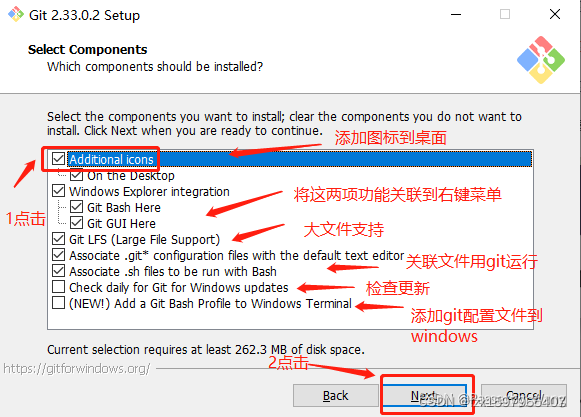 Git 2.33.0.2 Setup
Select Components
Which components should be installed?
Select the components you want to install; clear the components you do not want to
install. Click Next when you are ready to continue.
添加图标到桌面
Additional icons
On the Desktop
Windows Explorer integration
1点击
Git Bash Here
将这两项功能关联到右键菜单
Git GUI Here
大文件支持
Git LFS (Large File Support)
Associate .git* configuration files with the default text editor
关联文件用git运行
Associate .sh files to be run with Bash
Check daily for Git for Windows updates
检查更新
(NEW!) Add a Git Bash Profile to Windows Terminal
添加git配置文件到
windows
Current selection requires at least 262.3 MB of disk space.
2点击
https://gitforwindows.org/
Back
Next
Cancel
CSDN